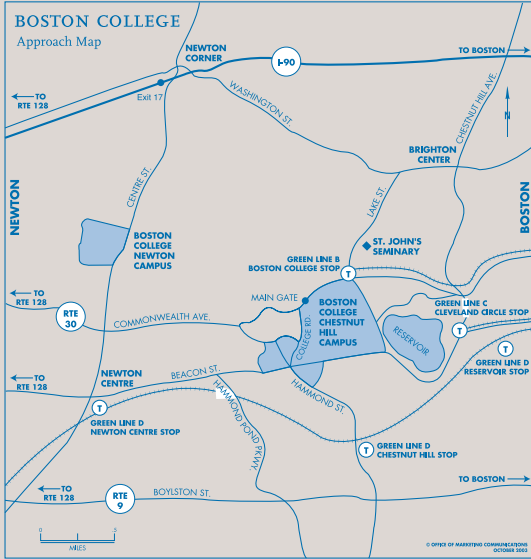 BOSTON COLLEGE
Approach Map
NEWTON
CORNER
I-90
TO BOSTON
TO
RTE 128
Exit 17
WASHINGTON ST.
CHESTNUT HILL AVE.
N
BRIGHTON
CENTER
CENTRE ST.
LAKE ST.
NEWTON
BOSTON
BOSTON
COLLEGE
NEWTON
CAMPUS
ST. JOHN'S
SEMINARY
GREEN LINE B
BOSTON COLLEGE STOP
T
TO
RTE 128
RTE
30
COMMONWEALTH AVE.
MAIN GATE
COLLEGE RD.
BOSTON
COLLEGE
CHESTNUT
HILL
CAMPUS
RESERVOIR
GREEN LINE C
CLEVELAND CIRCLE STOP
T
T
GREEN LINE D
RESERVOIR STOP
TO
RTE 128
NEWTON
CENTRE
BEACON ST.
T
GREEN LINE D
NEWTON CENTRE STOP
HAMMOND POND PKWY.
HAMMOND ST.
T
GREEN LINE D
CHESTNUT HILL STOP
TO
RTE 128
RTE
9
BOYLSTON ST.
TO BOSTON
0 .5
MILES
© OFFICE OF MARKETING COMMUNICATIONS
OCTOBER 2005